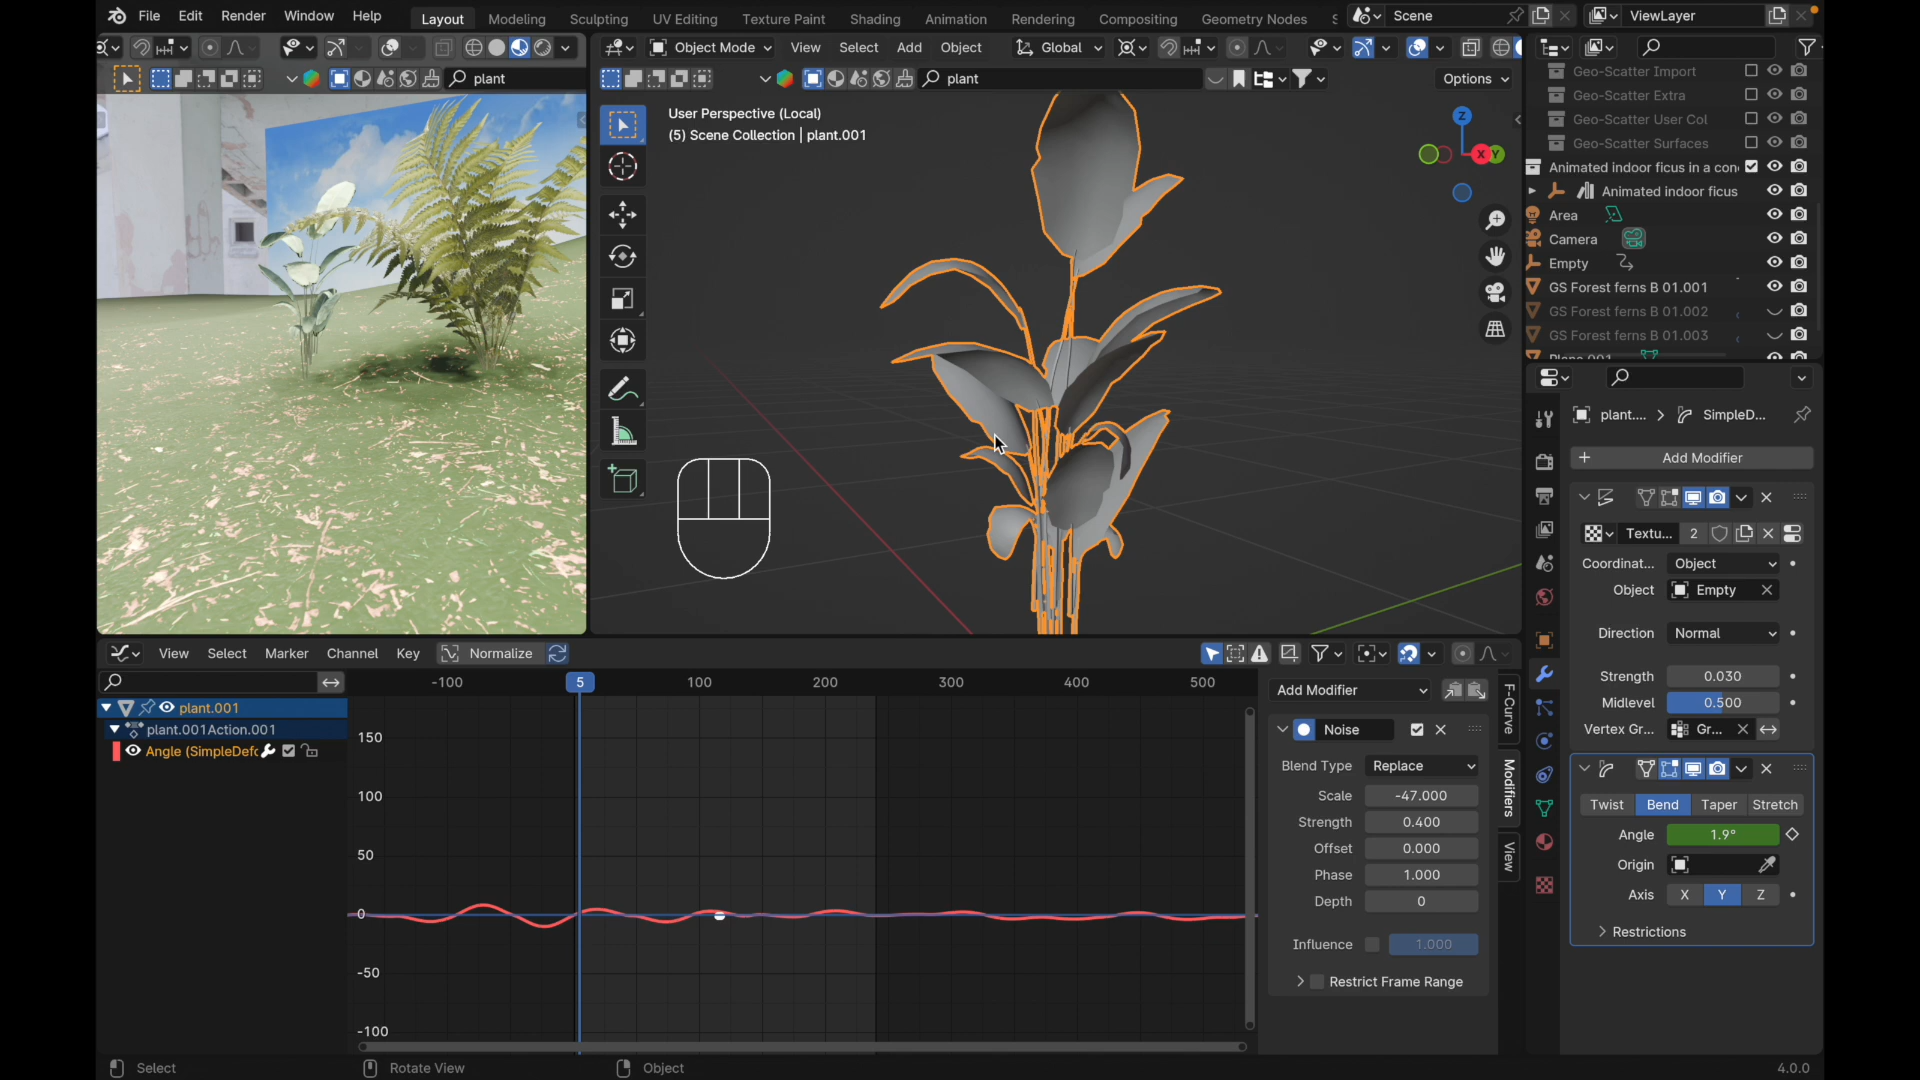 File Edit Render Window Help
Layout Modeling Sculpting UV Editing Texture Paint Shading Animation Rendering Compositing Geometry Nodes
Scene
ViewLayer
Object Mode View Select Add Object
Global
plant
plant
Options
User Perspective (Local)
(5) Scene Collection | plant.001
Z
X
Y
Geo-Scatter Import
Geo-Scatter Extra
Geo-Scatter User Col
Geo-Scatter Surfaces
Animated indoor ficus in a con
Animated indoor ficus
Area
Camera
Empty
GS Forest ferns B 01.001
GS Forest ferns B 01.002
GS Forest ferns B 01.003
Plane.001
plant.... > SimpleD...
+ Add Modifier
Textu... 2
Coordinat... Object
Object Empty
Direction Normal
Strength 0.030
Midlevel 0.500
Vertex Gr... Gr...
Twist Bend Taper Stretch
Angle 1.9°
Origin
Axis X Y Z
Restrictions
View Select Marker Channel Key Normalize
-100 5 100 200 300 400 500
plant.001
plant.001Action.001
Angle (SimpleDefo
150
100
50
0
-50
-100
Add Modifier
Noise
Blend Type Replace
Scale -47.000
Strength 0.400
Offset 0.000
Phase 1.000
Depth 0
Influence 1.000
Restrict Frame Range
F-Curve
Modifiers
View
Select Rotate View Object
4.0.0